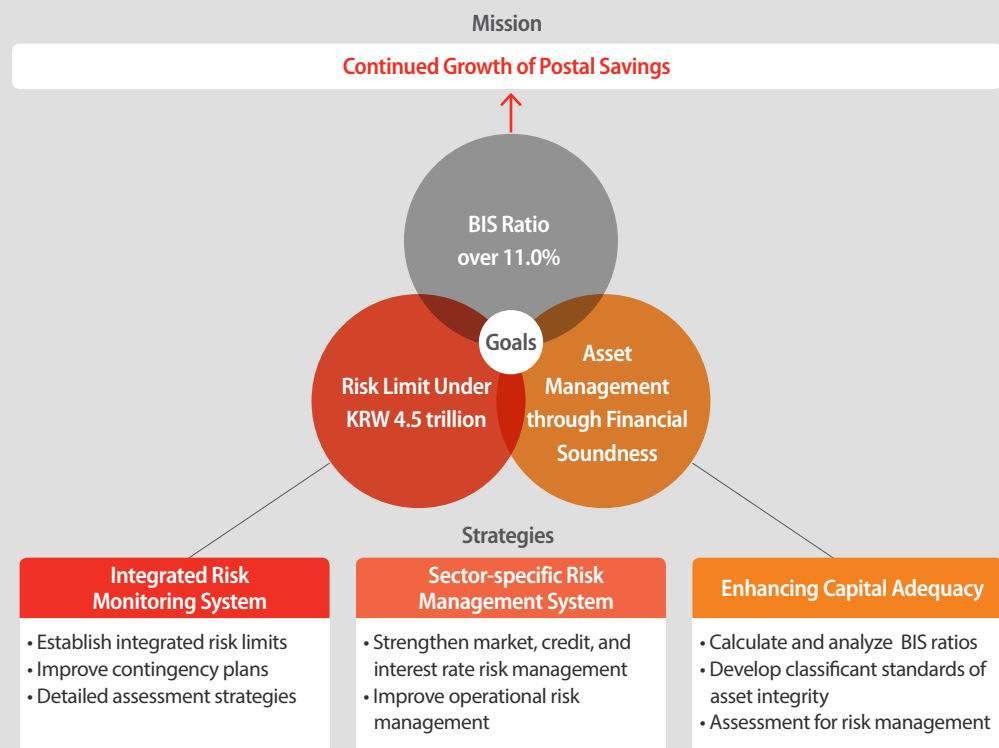 Mission
Continued Growth of Postal Savings
BIS Ratio
over 11.0%
Goals
Risk Limit Under
KRW 4.5 trillion
Asset
Management
through Financial
Soundness
Strategies
Integrated Risk
Monitoring System
• Establish integrated risk limits
• Improve contingency plans
• Detailed assessment strategies
Sector-specific Risk
Management System
• Strengthen market, credit, and
interest rate risk management
• Improve operational risk
management
Enhancing Capital Adequacy
• Calculate and analyze BIS ratios
• Develop classificant standards of
asset integrity
• Assessment for risk management